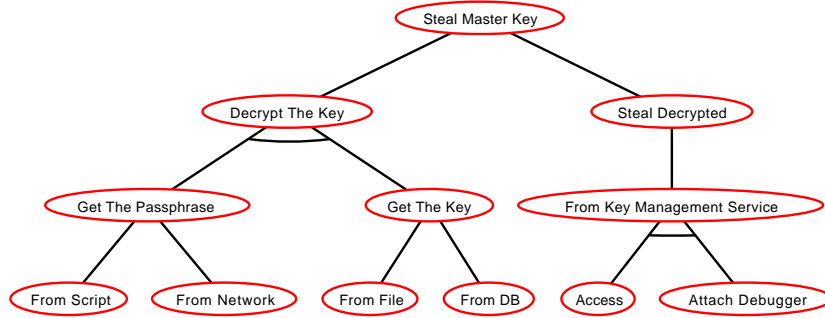 Steal Master Key
Decrypt The Key
Steal Decrypted
Get The Passphrase
Get The Key
From Key Management Service
From Script
From Network
From File
From DB
Access
Attach Debugger